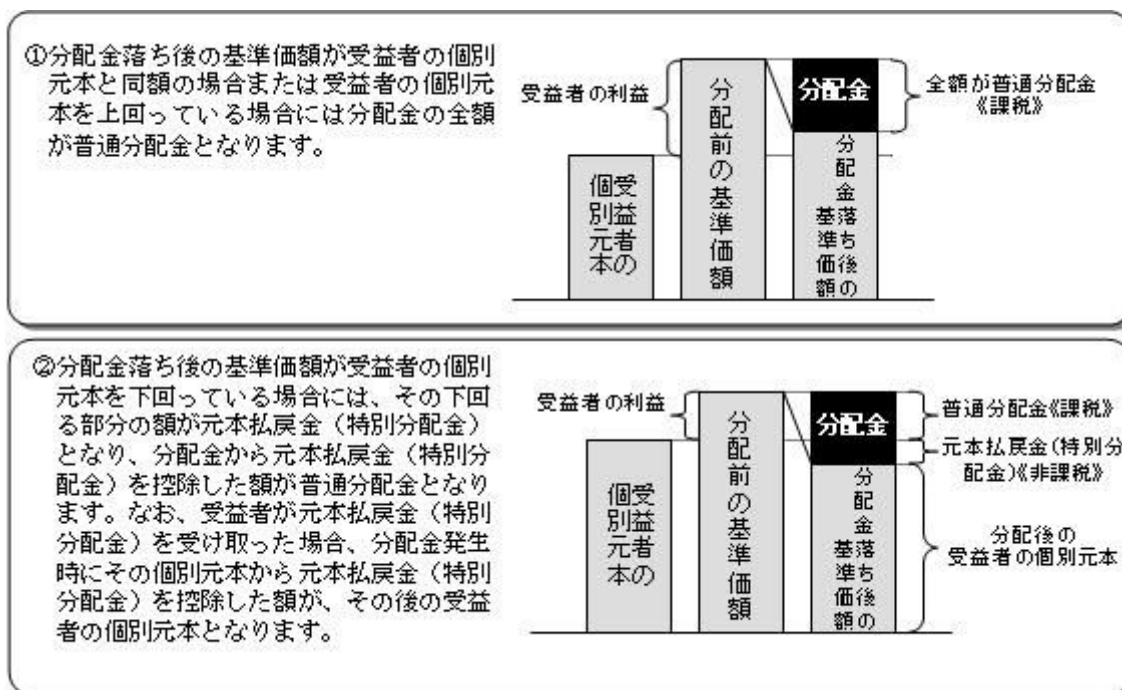 ①分配金落ち後の基準価額が受益者の個別
元本と同額の場合または受益者の個別元
本を上回っている場合には分配金の全額
が普通分配金となります。
受益者の利益
個別元本
受益者の
分配前の基準価額
分配金
分配金落ち後の
基準価額
全額が普通分配金
《課税》
②分配金落ち後の基準価額が受益者の個別
元本を下回っている場合には、その下回
る部分の額が元本払戻金（特別分配金）
となり、分配金から元本払戻金（特別分
配金）を控除した額が普通分配金となり
ます。なお、受益者が元本払戻金（特別
分配金）を受け取った場合、分配金発生
時にその個別元本から元本払戻金（特別
分配金）を控除した額が、その後の受益
者の個別元本となります。
受益者の利益
受益者の
個別元本
分配前の基準価額
分配金
分配金落ち後の
基準価額
普通分配金《課税》
元本払戻金(特別分
配金)《非課税》
分配後の
受益者の個別元本